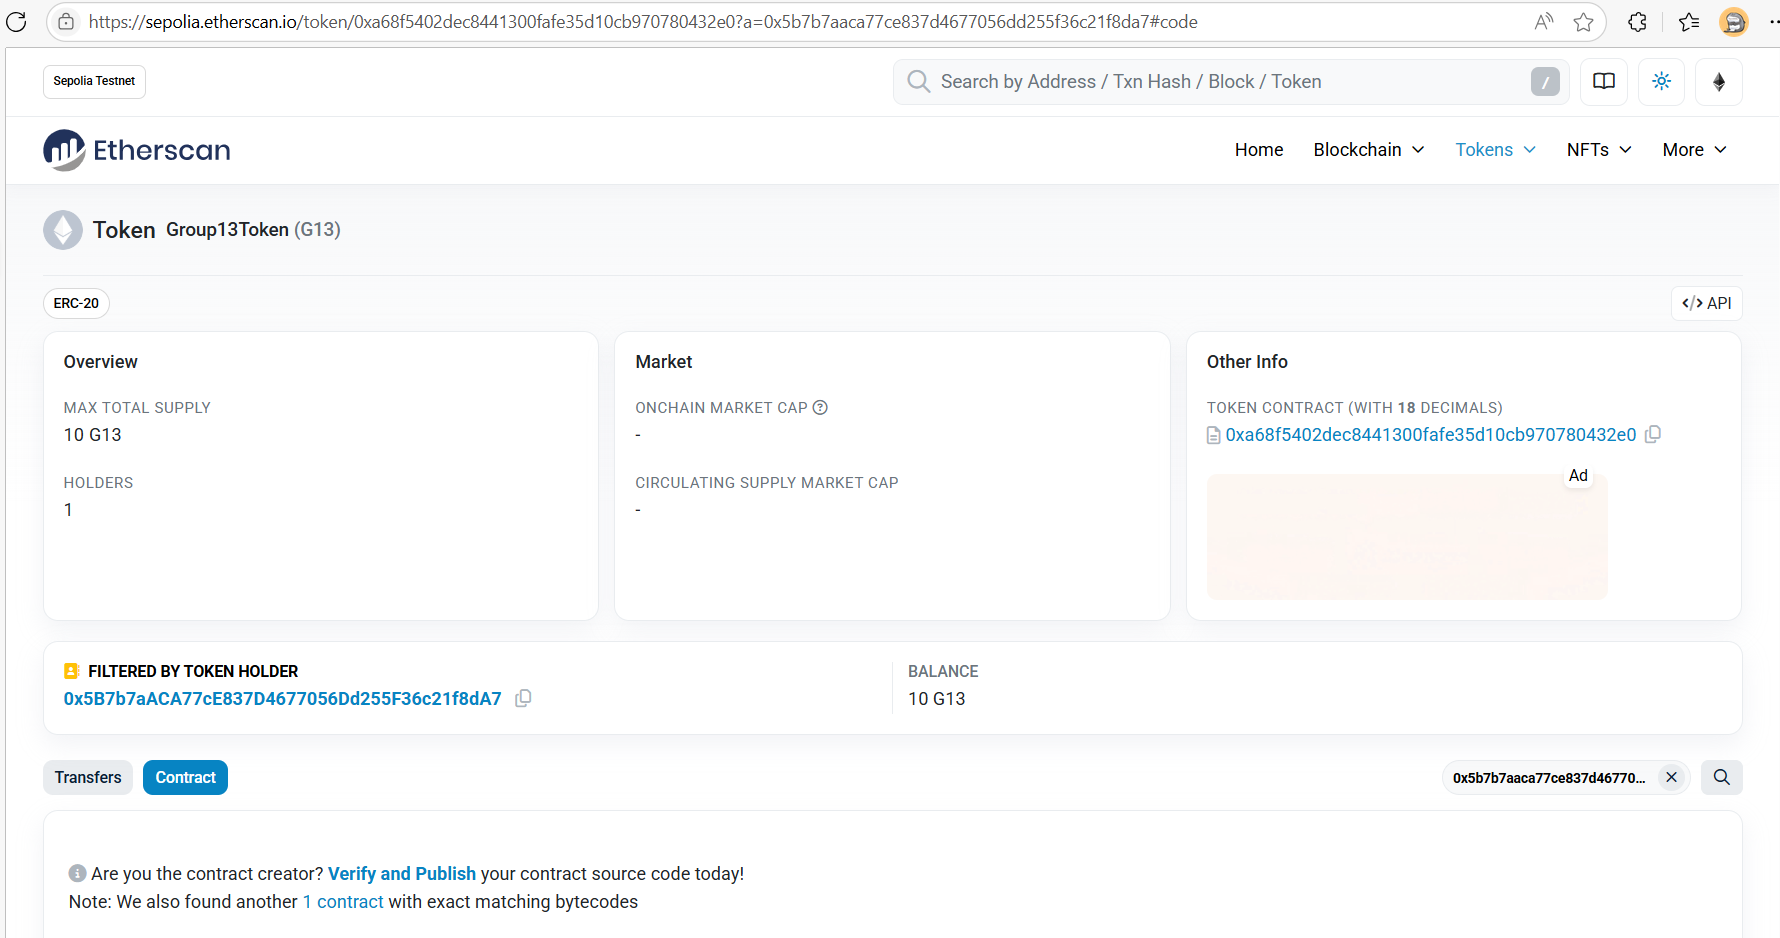 https://sepolia.etherscan.io/token/0xa68f5402dec8441300fafe35d10cb970780432e0?a=0x5b7b7aaca77ce837d4677056dd255f36c21f8da7#code
Sepolia Testnet
Search by Address / Txn Hash / Block / Token
/
Etherscan
Home Blockchain Tokens NFTs More
Token Group13Token (G13)
ERC-20
</> API
Overview
MAX TOTAL SUPPLY
10 G13
HOLDERS
1
Market
ONCHAIN MARKET CAP
-
CIRCULATING SUPPLY MARKET CAP
-
Other Info
TOKEN CONTRACT (WITH 18 DECIMALS)
0xa68f5402dec8441300fafe35d10cb970780432e0
Ad
FILTERED BY TOKEN HOLDER
0x5B7b7aACA77cE837D4677056Dd255F36c21f8dA7
BALANCE
10 G13
Transfers Contract
0x5b7b7aaca77ce837d46770...
Are you the contract creator? Verify and Publish your contract source code today!
Note: We also found another 1 contract with exact matching bytecodes